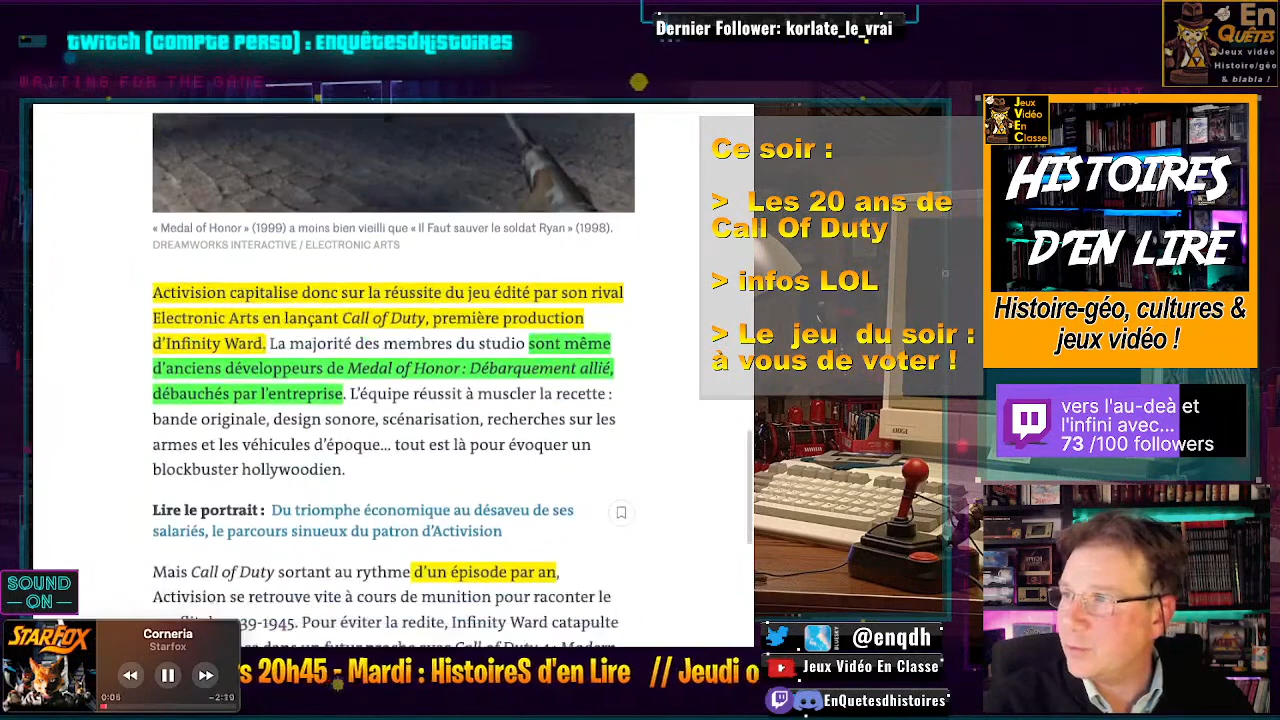 Twitch (compte perso) : EnQuêtesdHistoires
Dernier Follower: korlate_le_vrai
WAITING FOR THE GAME
En
QUÊTES
Jeux vidéo
Histoire/géo
& blabla !
CHAT
« Medal of Honor » (1999) a moins bien vieilli que « Il Faut sauver le soldat Ryan » (1998).
DREAMWORKS INTERACTIVE / ELECTRONIC ARTS
Activision capitalise donc sur la réussite du jeu édité par son rival
Electronic Arts en lançant Call of Duty, première production
d’Infinity Ward. La majorité des membres du studio sont même
d’anciens développeurs de Medal of Honor : Débarquement allié,
débauchés par l’entreprise. L’équipe réussit à muscler la recette :
bande originale, design sonore, scénarisation, recherches sur les
armes et les véhicules d’époque… tout est là pour évoquer un
blockbuster hollywoodien.
Lire le portrait : Du triomphe économique au désaveu de ses
salariés, le parcours sinueux du patron d’Activision
Mais Call of Duty sortant au rythme d’un épisode par an,
Activision se retrouve vite à cours de munition pour raconter le
39-1945. Pour éviter la redite, Infinity Ward catapulte
Ce soir :
> Les 20 ans de
Call Of Duty
> infos LOL
> Le jeu du soir :
à vous de voter !
Jeux
Vidéo
En
Classe
HISTOIRES
D'EN LIRE
Histoire-géo, cultures &
jeux vidéo !
vers l'au-deà et
l'infini avec...
73 /100 followers
SOUND
ON
STARFOX
Corneria
Starfox
0:06
-2:19
s 20h45 - Mardi : HistoireS d'en Lire // Jeudi o
@enqdh
Jeux Vidéo En Classe
EnQuetesdhistoires